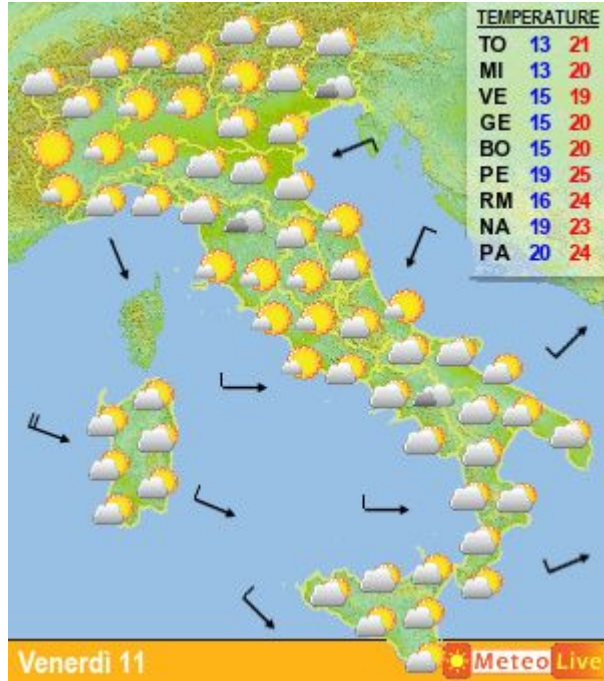 TEMPERATURE
TO 13 21
MI 13 20
VE 15 19
GE 15 20
BO 15 20
PE 19 25
RM 16 24
NA 19 23
PA 20 24
Venerdì 11
Meteo Live